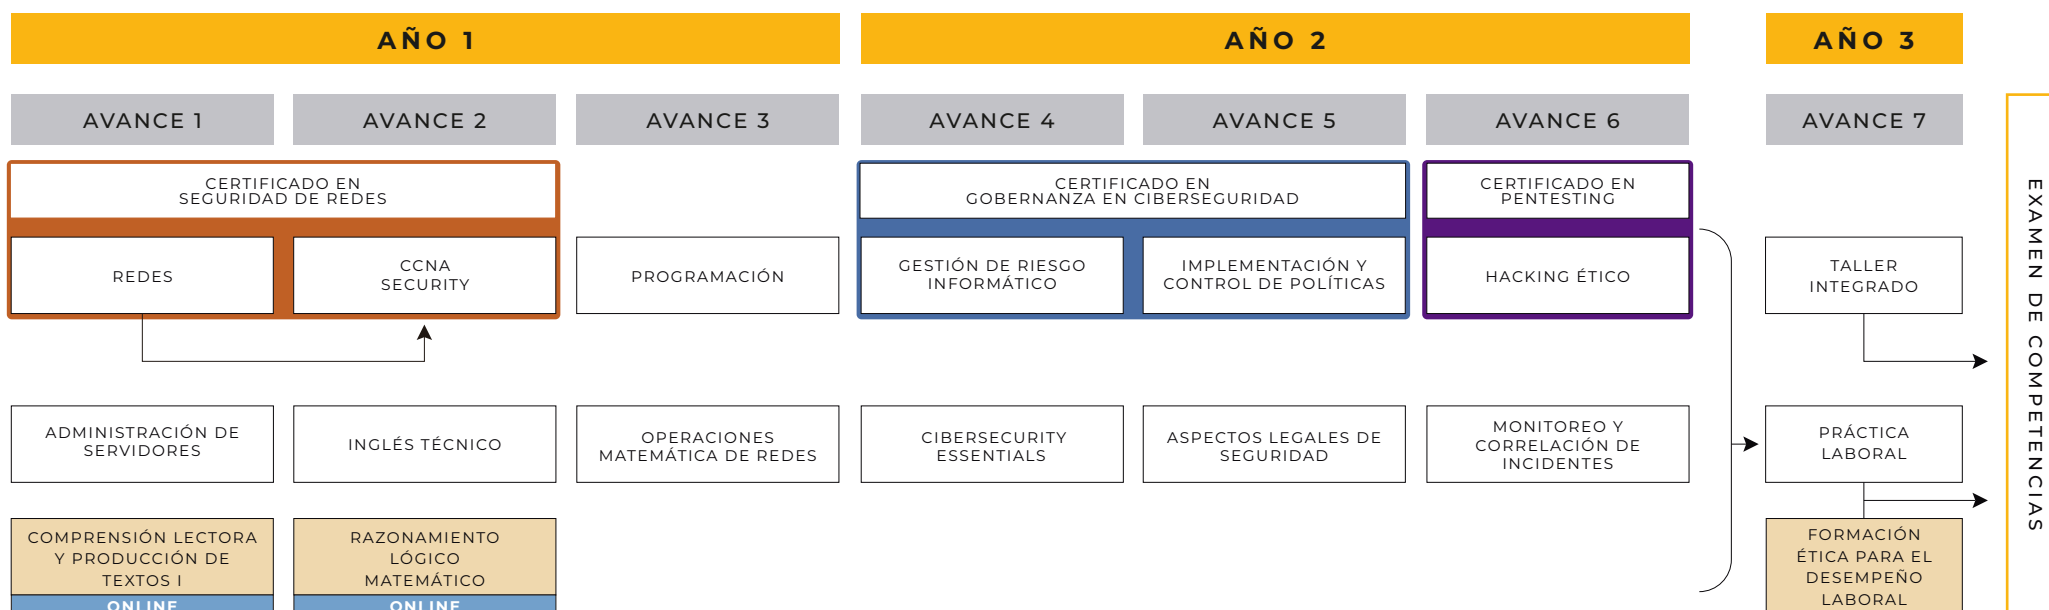 AÑO 1
AÑO 2
AÑO 3
AVANCE 1
AVANCE 2
AVANCE 3
AVANCE 4
AVANCE 5
AVANCE 6
AVANCE 7
CERTIFICADO EN
SEGURIDAD DE REDES
CERTIFICADO EN
GOBERNANZA EN CIBERSEGURIDAD
CERTIFICADO EN
PENTESTING
REDES
CCNA
SECURITY
PROGRAMACIÓN
GESTIÓN DE RIESGO
INFORMÁTICO
IMPLEMENTACIÓN Y
CONTROL DE POLÍTICAS
HACKING ÉTICO
TALLER
INTEGRADO
ADMINISTRACIÓN DE
SERVIDORES
INGLÉS TÉCNICO
OPERACIONES
MATEMÁTICA DE REDES
CIBERSECURITY
ESSENTIALS
ASPECTOS LEGALES DE
SEGURIDAD
MONITOREO Y
CORRELACIÓN DE
INCIDENTES
PRÁCTICA
LABORAL
COMPRENSIÓN LECTORA
Y PRODUCCIÓN DE
TEXTOS I
ONLINE
RAZONAMIENTO
LÓGICO
MATEMÁTICO
ONLINE
FORMACIÓN
ÉTICA PARA EL
DESEMPEÑO
LABORAL
EXAMEN DE COMPETENCIAS